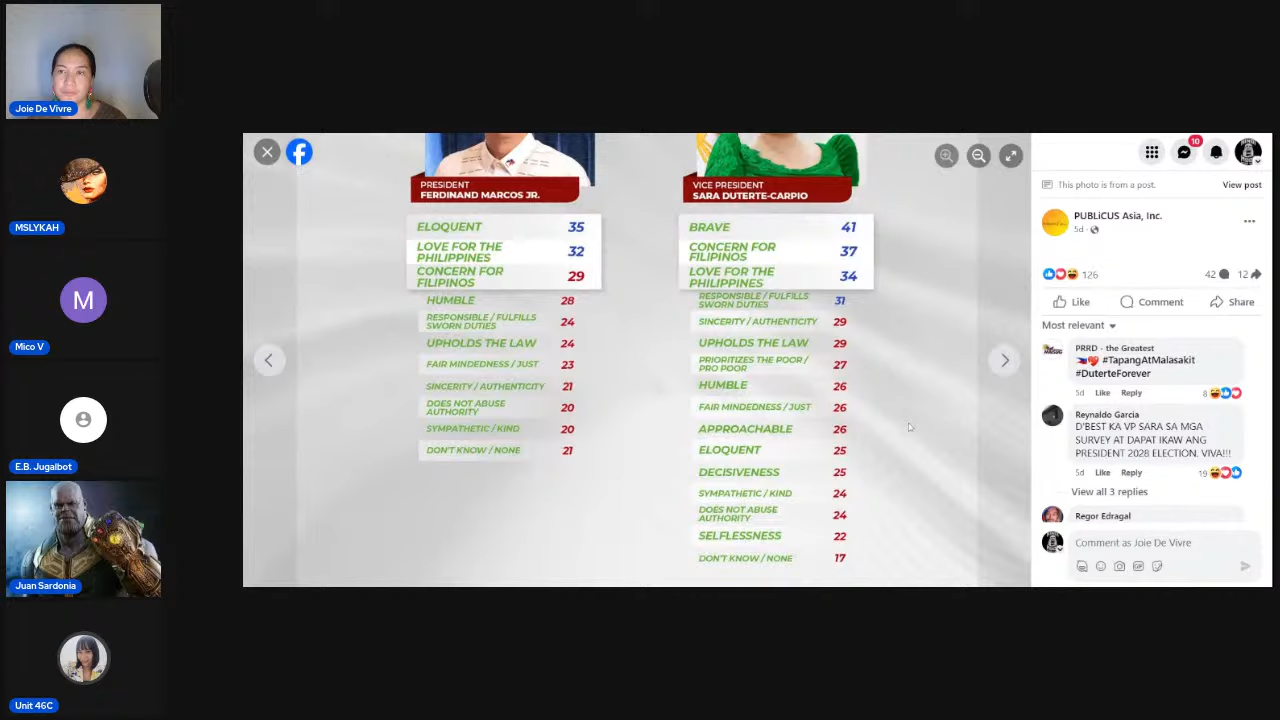 Joie De Vivre
MSLYKAH
M
Mico V
E.B. Jugalbot
Juan Sardonia
Unit 46C
PRESIDENT
FERDINAND MARCOS JR.
ELOQUENT 35
LOVE FOR THE
PHILIPPINES 32
CONCERN FOR
FILIPINOS 29
HUMBLE 28
RESPONSIBLE / FULFILLS
SWORN DUTIES 24
UPHOLDS THE LAW 24
FAIR MINDEDNESS / JUST 23
SINCERITY / AUTHENTICITY 21
DOES NOT ABUSE
AUTHORITY 20
SYMPATHETIC / KIND 20
DON'T KNOW / NONE 21
VICE PRESIDENT
SARA DUTERTE-CARPIO
BRAVE 41
CONCERN FOR
FILIPINOS 37
LOVE FOR THE
PHILIPPINES 34
RESPONSIBLE / FULFILLS
SWORN DUTIES 31
SINCERITY / AUTHENTICITY 29
UPHOLDS THE LAW 29
PRIORITIZES THE POOR /
PRO POOR 27
HUMBLE 26
FAIR MINDEDNESS / JUST 26
APPROACHABLE 26
ELOQUENT 25
DECISIVENESS 25
SYMPATHETIC / KIND 24
DOES NOT ABUSE
AUTHORITY 24
SELFLESSNESS 22
DON'T KNOW / NONE 17
10
This photo is from a post. View post
PUBLiCUS Asia, Inc.
5d
126 42 12
Like Comment Share
Most relevant
PRRD - the Greatest
#TapangAtMalasakit
#DuterteForever
5d Like Reply 8
Reynaldo Garcia
D'BEST KA VP SARA SA MGA
SURVEY AT DAPAT IKAW ANG
PRESIDENT 2028 ELECTION. VIVA!!!
5d Like Reply 19
View all 3 replies
Regor Edragal
Comment as Joie De Vivre